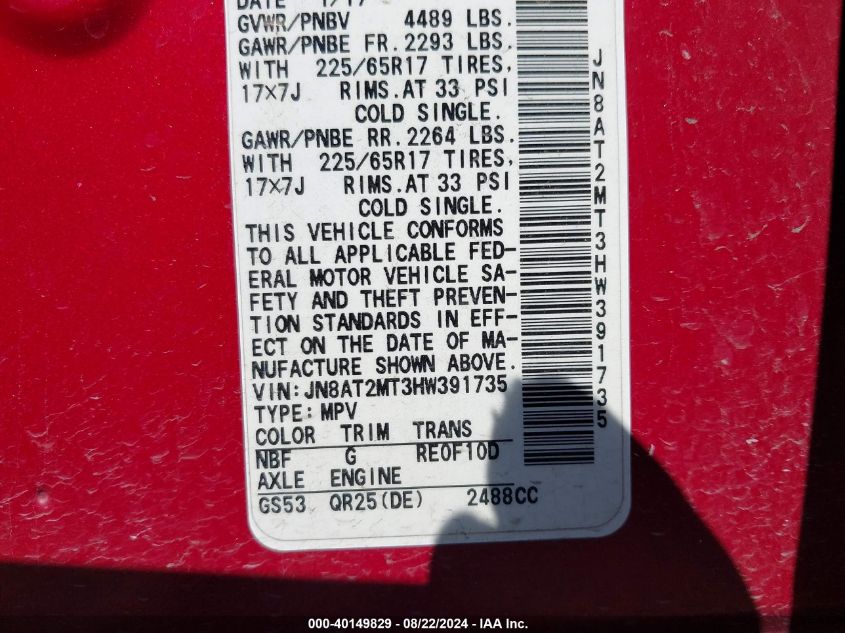 DATE 1/17
GVWR/PNBV 4489 LBS.
GAWR/PNBE FR. 2293 LBS.
WITH 225/65R17 TIRES,
17×7J RIMS. AT 33 PSI
COLD SINGLE.
GAWR/PNBE RR. 2264 LBS.
WITH 225/65R17 TIRES,
17×7J RIMS. AT 33 PSI
COLD SINGLE.
THIS VEHICLE CONFORMS
TO ALL APPLICABLE FED-
ERAL MOTOR VEHICLE SA-
FETY AND THEFT PREVEN-
TION STANDARDS IN EFF-
ECT ON THE DATE OF MA-
NUFACTURE SHOWN ABOVE.
VIN: JN8AT2MT3HW391735
TYPE: MPV
COLOR TRIM TRANS
NBF G RE0F10D
AXLE ENGINE
GS53 QR25(DE) 2488CC
JN8AT2MT3HW391735
000-40149829 - 08/22/2024 - IAA Inc.